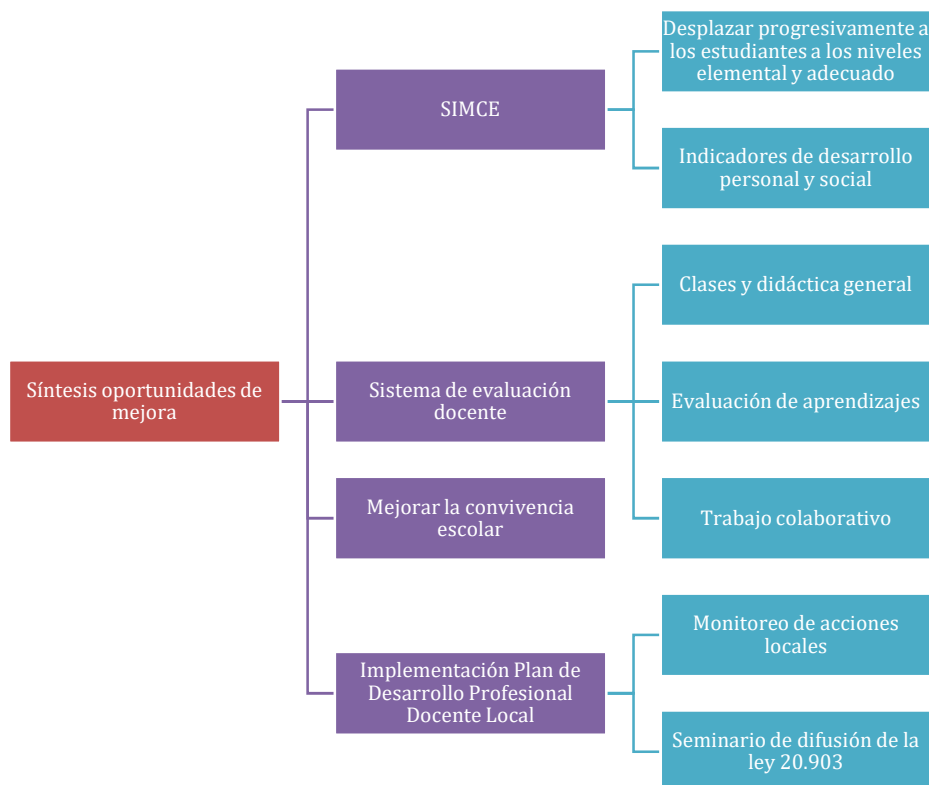 Síntesis oportunidades de
mejora
SIMCE
Desplazar progresivamente a
los estudiantes a los niveles
elemental y adecuado
Indicadores de desarrollo
personal y social
Sistema de evaluación
docente
Clases y didáctica general
Evaluación de aprendizajes
Trabajo colaborativo
Mejorar la convivencia
escolar
Implementación Plan de
Desarrollo Profesional
Docente Local
Monitoreo de acciones
locales
Seminario de difusión de la
ley 20.903